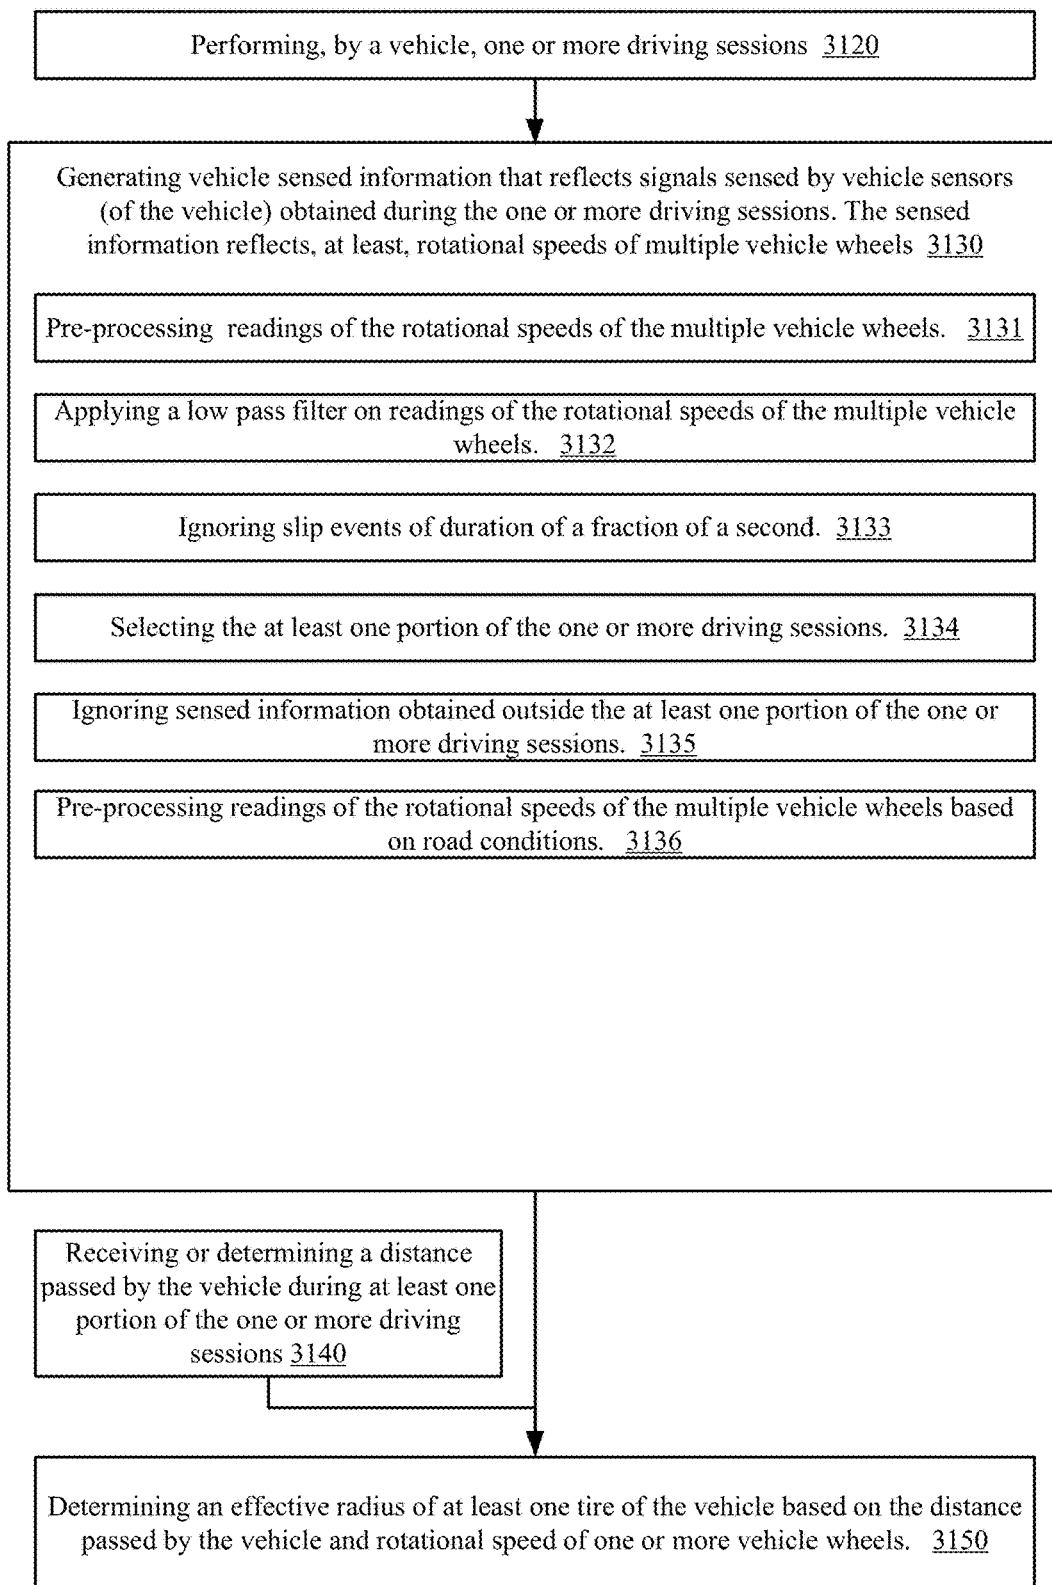 Performing, by a vehicle, one or more driving sessions 3120
Generating vehicle sensed information that reflects signals sensed by vehicle sensors
(of the vehicle) obtained during the one or more driving sessions. The sensed
information reflects, at least, rotational speeds of multiple vehicle wheels 3130
Pre-processing readings of the rotational speeds of the multiple vehicle wheels. 3131
Applying a low pass filter on readings of the rotational speeds of the multiple vehicle
wheels. 3132
Ignoring slip events of duration of a fraction of a second. 3133
Selecting the at least one portion of the one or more driving sessions. 3134
Ignoring sensed information obtained outside the at least one portion of the one or
more driving sessions. 3135
Pre-processing readings of the rotational speeds of the multiple vehicle wheels based
on road conditions. 3136
Receiving or determining a distance
passed by the vehicle during at least one
portion of the one or more driving
sessions 3140
Determining an effective radius of at least one tire of the vehicle based on the distance
passed by the vehicle and rotational speed of one or more vehicle wheels. 3150